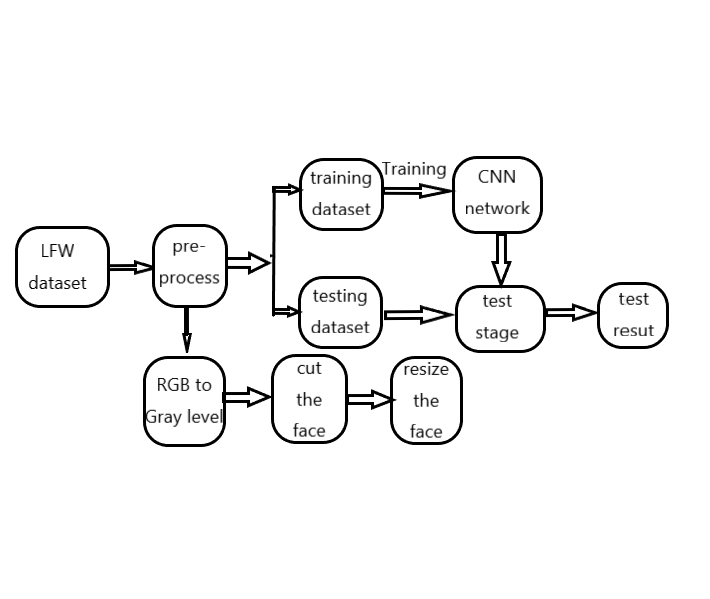 training
dataset
Training
CNN
network
LFW
dataset
pre-
process
testing
dataset
test
stage
test
resut
RGB to
Gray level
cut
the
face
resize
the
face